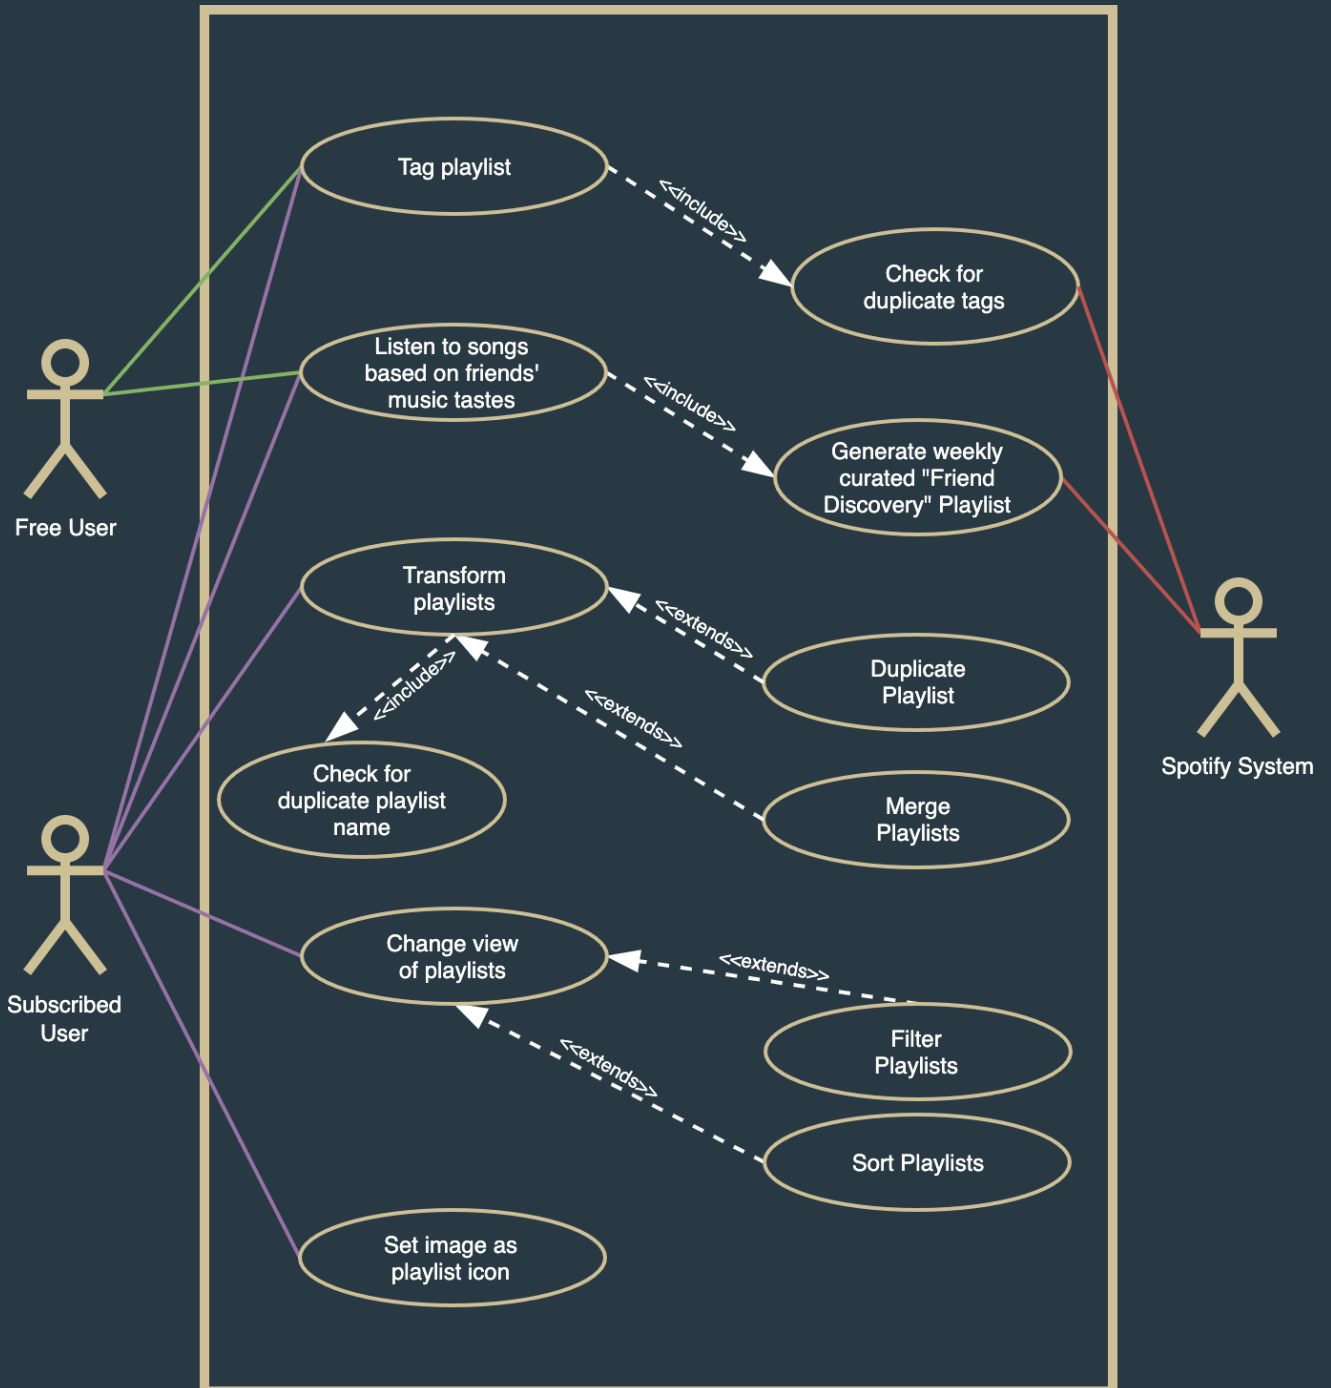 Tag playlist
<<include>>
Check for
duplicate tags
Listen to songs
based on friends'
music tastes
<<include>>
Generate weekly
curated "Friend
Discovery" Playlist
Free User
Transform
playlists
<<extends>>
Duplicate
Playlist
<<include>>
<<extends>>
Spotify System
Check for
duplicate playlist
name
Merge
Playlists
Subscribed
User
Change view
of playlists
<<extends>>
Filter
Playlists
<<extends>>
Sort Playlists
Set image as
playlist icon